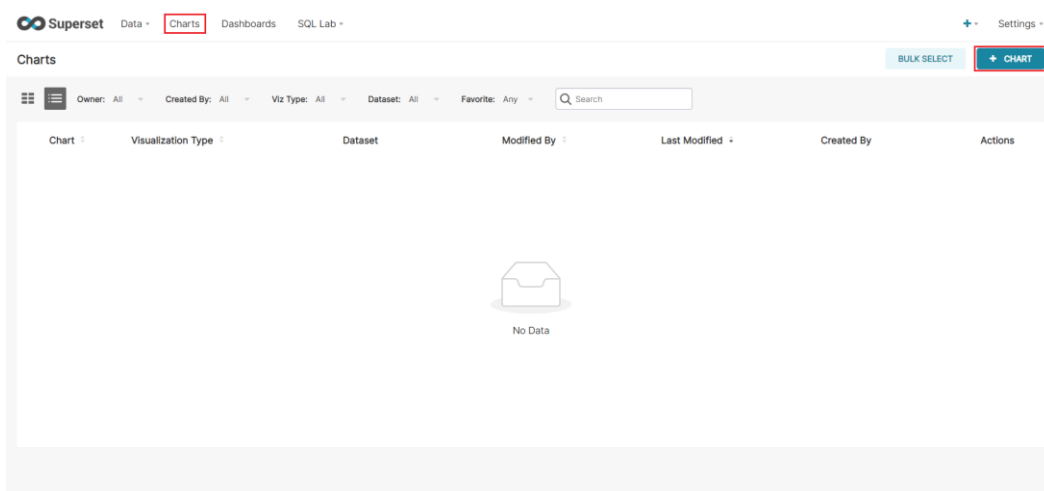 Superset Data Charts Dashboards SQL Lab + Settings
Charts BULK SELECT + CHART
Owner: All Created By: All Viz Type: All Dataset: All Favorite: Any Search
Chart Visualization Type Dataset Modified By Last Modified Created By Actions
No Data